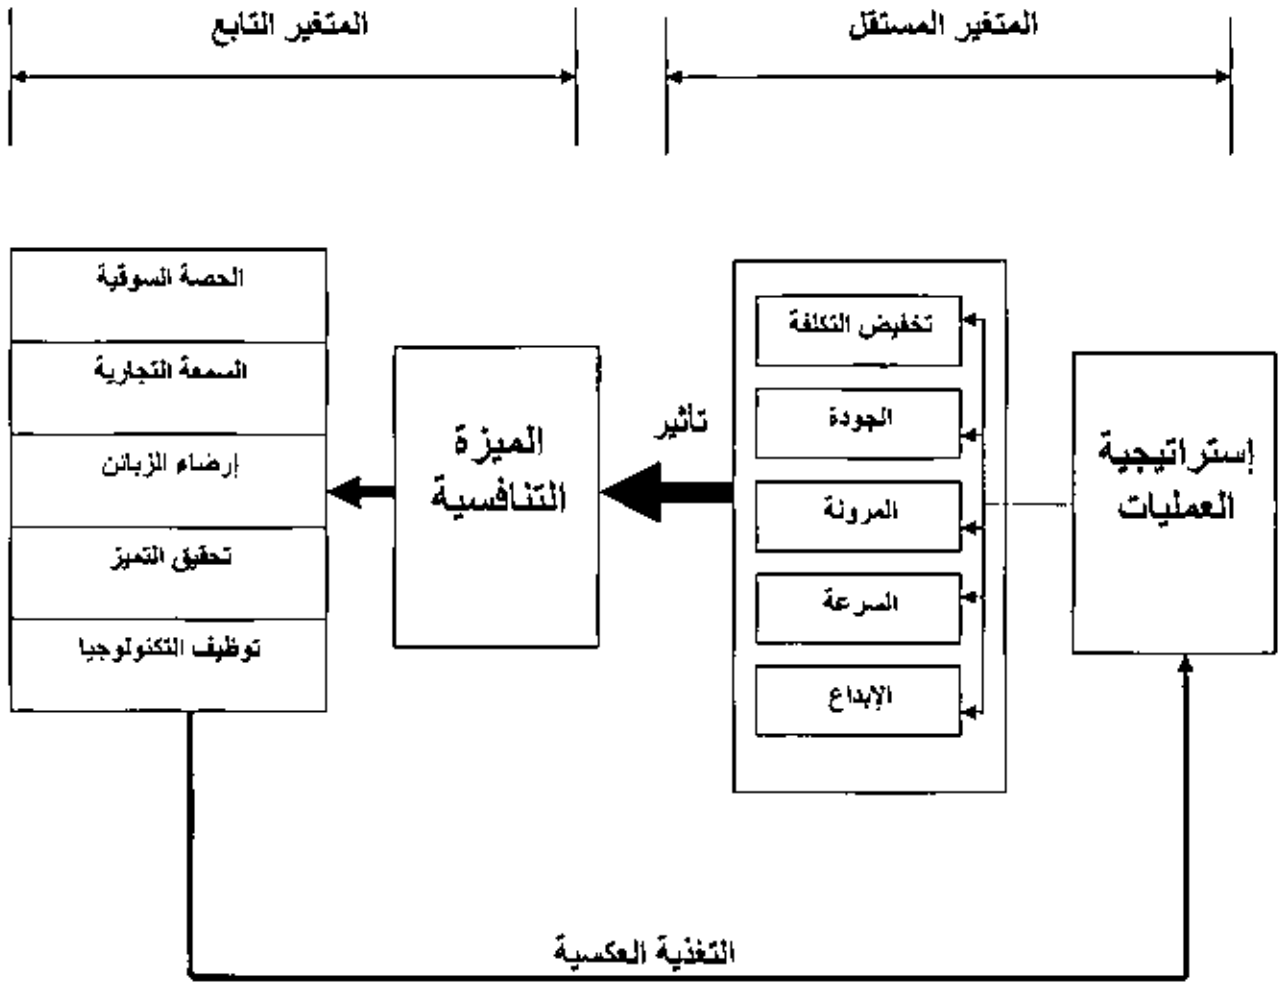 المتغير المستقل
المتغير التابع
إستراتيجية
العمليات
تخفيض التكلفة
الجودة
المرونة
السرعة
الإبداع
تأثير
الميزة
التنافسية
الحصة السوقية
السمعة التجارية
إرضاء الزبائن
تحقيق التميز
توظيف التكنولوجيا
التغذية العكسية